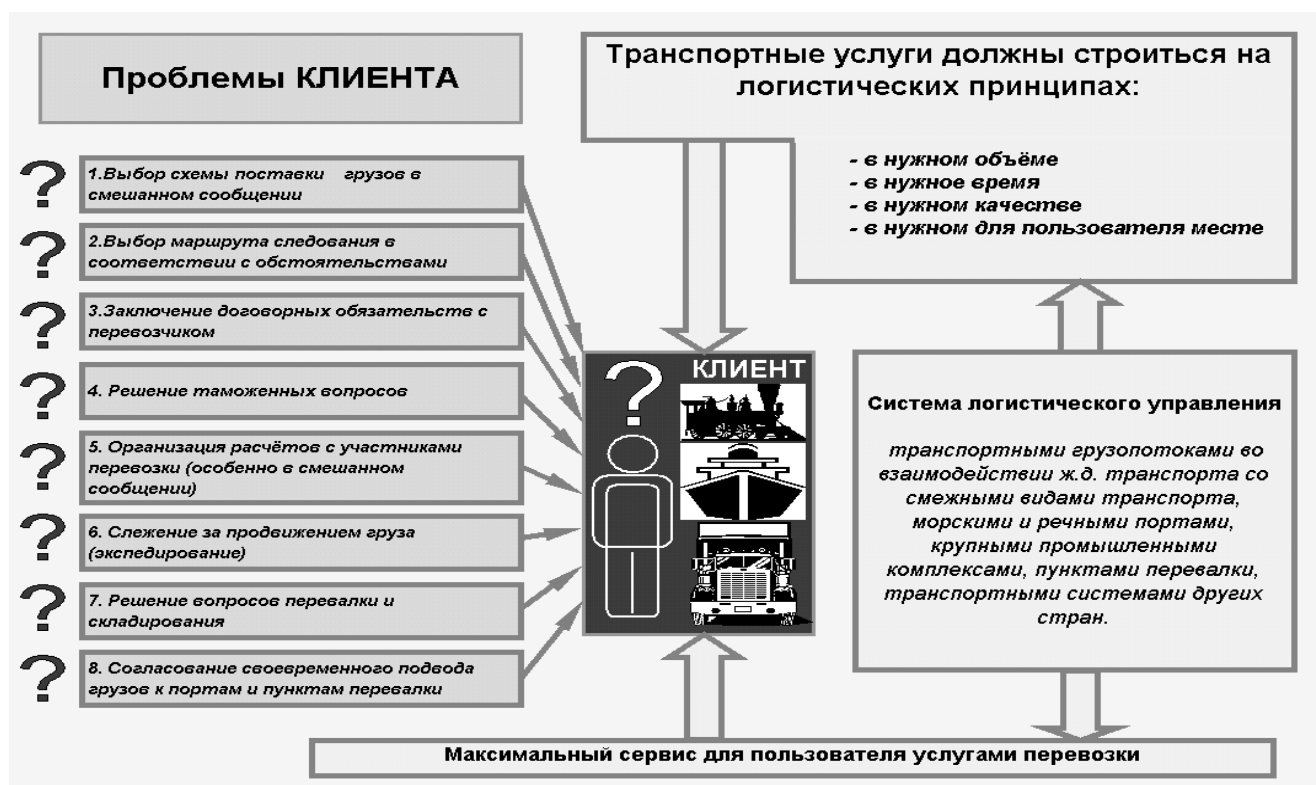 Проблемы КЛИЕНТА
1.Выбор схемы поставки грузов в
смешанном сообщении
2.Выбор маршрута следования в
соответствии с обстоятельствами
3.Заключение договорных обязательств с
перевозчиком
4. Решение таможенных вопросов
5. Организация расчётов с участниками
перевозки (особенно в смешанном
сообщении)
6. Слежение за продвижением груза
(экспедирование)
7. Решение вопросов перевалки и
складирования
8. Согласование своевременного подвода
грузов к портам и пунктам перевалки
КЛИЕНТ
Транспортные услуги должны строиться на
логистических принципах:
- в нужном объёме
- в нужное время
- в нужном качестве
- в нужном для пользователя месте
Система логистического управления
транспортными грузопотоками во
взаимодействии ж.д. транспорта со
смежными видами транспорта,
морскими и речными портами,
крупными промышленными
комплексами, пунктами перевалки,
транспортными системами других
стран.
Максимальный сервис для пользователя услугами перевозки